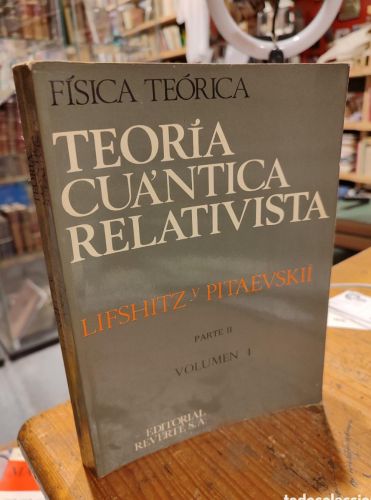 FÍSICA TEÓRICA
TEORÍA
CUÁNTICA
RELATIVISTA
LIFSHITZ y PITAEVSKII
PARTE II
VOLUMEN 4
EDITORIAL
REVERTÉ, S.A.